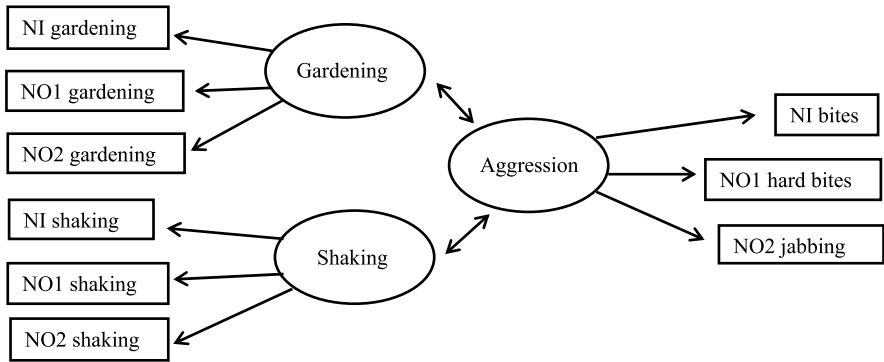 NI gardening
NO1 gardening
NO2 gardening
Gardening
NI shaking
NO1 shaking
NO2 shaking
Shaking
Aggression
NI bites
NO1 hard bites
NO2 jabbing